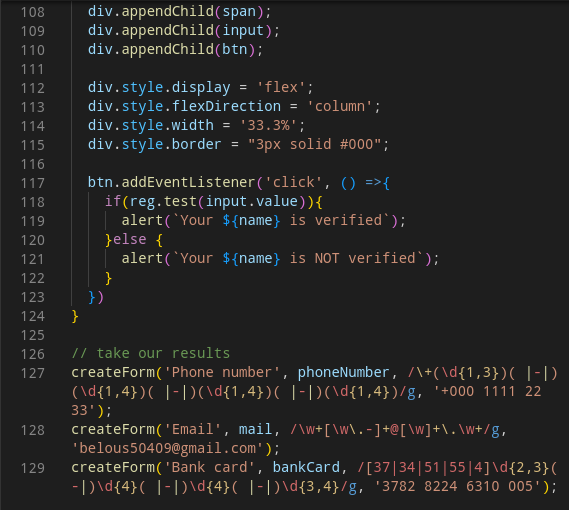 108 div.appendChild(span);
109 div.appendChild(input);
110 div.appendChild(btn);
111
112 div.style.display = 'flex';
113 div.style.flexDirection = 'column';
114 div.style.width = '33.3%';
115 div.style.border = "3px solid #000";
116
117 btn.addEventListener('click', () =>{
118 if(reg.test(input.value)){
119 alert(`Your ${name} is verified`);
120 }else {
121 alert(`Your ${name} is NOT verified`);
122 }
123 })
124 }
125
126 // take our results
127 createForm('Phone number', phoneNumber, /\+(\d{1,3})( |-|)
(\d{1,4})( |-|)(\d{1,4})( |-|)(\d{1,4})/g, '+000 1111 22
33');
128 createForm('Email', mail, /\w+[\w\.-]+@[\w]+\.\w+/g,
'belous50409@gmail.com');
129 createForm('Bank card', bankCard, /[37|34|51|55|4]\d{2,3}(
-|)\d{4}( |-|)\d{4}( |-|)\d{3,4}/g, '3782 8224 6310 005');